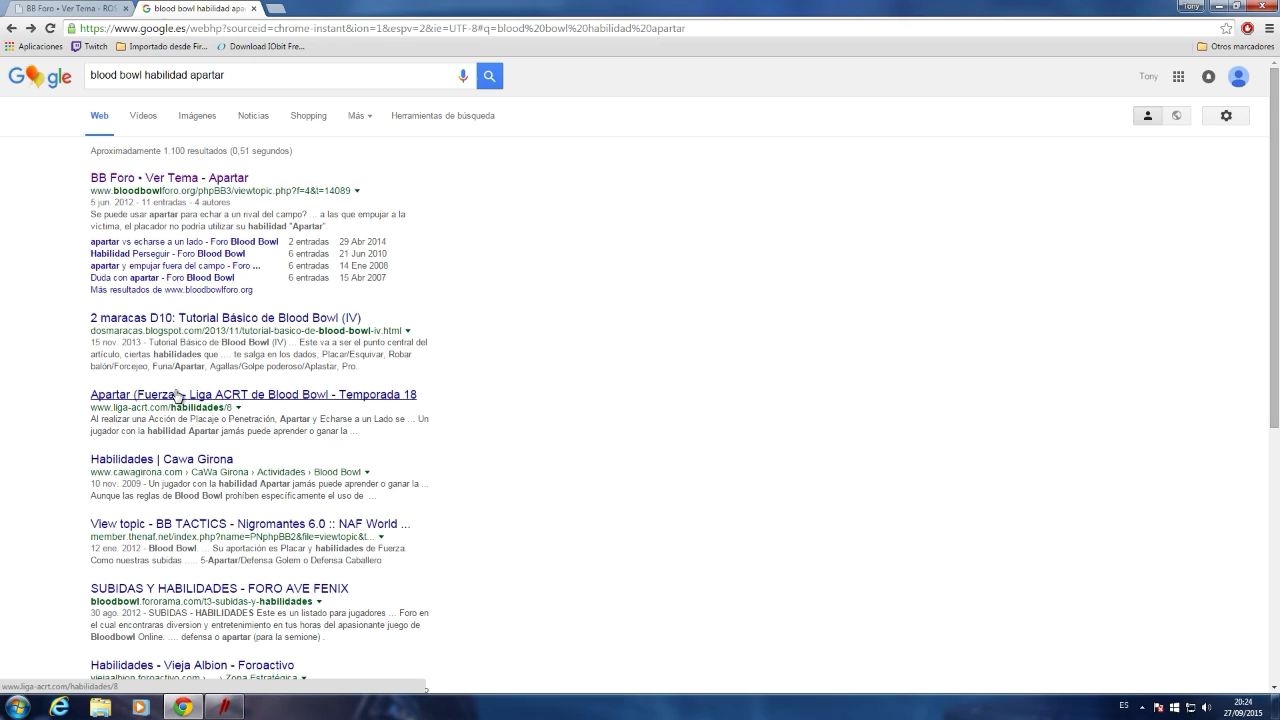 BB Foro • Ver Tema - RO!
blood bowl habilidad apar
Tony
https://www.google.es/webhp?sourceid=chrome-instant&ion=1&espv=2&ie=UTF-8#q=blood%20bowl%20habilidad%20apartar
Aplicaciones
Twitch
Importado desde Fir...
Download IObit Fre...
Otros marcadores
Google
blood bowl habilidad apartar
Tony
Web
Vídeos
Imágenes
Noticias
Shopping
Más
Herramientas de búsqueda
Aproximadamente 1.100 resultados (0,51 segundos)
BB Foro • Ver Tema - Apartar
www.bloodbowlforo.org/phpBB3/viewtopic.php?f=4&t=14089
5 jun. 2012 - 11 entradas - 4 autores
Se puede usar apartar para echar a un rival del campo? ... a las que empujar a la
víctima, el placador no podría utilizar su habilidad "Apartar".
apartar vs echarse a un lado - Foro Blood Bowl 2 entradas 29 Abr 2014
Habilidad Perseguir - Foro Blood Bowl 6 entradas 21 Jun 2010
apartar y empujar fuera del campo - Foro ... 6 entradas 14 Ene 2008
Duda con apartar - Foro Blood Bowl 6 entradas 15 Abr 2007
Más resultados de www.bloodbowlforo.org
2 maracas D10: Tutorial Básico de Blood Bowl (IV)
dosmaracas.blogspot.com/2013/11/tutorial-basico-de-blood-bowl-iv.html
15 nov. 2013 - Tutorial Básico de Blood Bowl (IV) ... Este va a ser el punto central del
artículo, ciertas habilidades que .... te salga en los dados, Placar/Esquivar, Robar
balón/Forcejeo, Furia/Apartar, Agallas/Golpe poderoso/Aplastar, Pro.
Apartar (Fuerza) - Liga ACRT de Blood Bowl - Temporada 18
www.liga-acrt.com/habilidades/8
Al realizar una Acción de Placaje o Penetración, Apartar y Echarse a un Lado se ... Un
jugador con la habilidad Apartar jamás puede aprender o ganar la ...
Habilidades | Cawa Girona
www.cawagirona.com › CaWa Girona › Actividades › Blood Bowl
10 nov. 2009 - Un jugador con la habilidad Apartar jamás puede aprender o ganar la ...
Aunque las reglas de Blood Bowl prohíben específicamente el uso de ...
View topic - BB TACTICS - Nigromantes 6.0 :: NAF World ...
member.thenaf.net/index.php?name=PNphpBB2&file=viewtopic&t...
12 ene. 2012 - Blood Bowl. ... Su aportación es Placar y habilidades de Fuerza.
Como nuestras subidas ..... 5-Apartar/Defensa Golem o Defensa Caballero
SUBIDAS Y HABILIDADES - FORO AVE FENIX
bloodbowl.fororama.com/t3-subidas-y-habilidades
30 ago. 2012 - SUBIDAS - HABILIDADES Este es un listado para jugadores ... Foro en
el cual encontraras diversion y entretenimiento en tus horas del apasionante juego de
Bloodbowl Online. .... defensa o apartar (para la semione) .
Habilidades - Vieja Albion - Foroactivo
viejaalbion.foroactivo.com › ... › Zona Estratégica
www.liga-acrt.com/habilidades/8
ES
20:24
27/09/2015